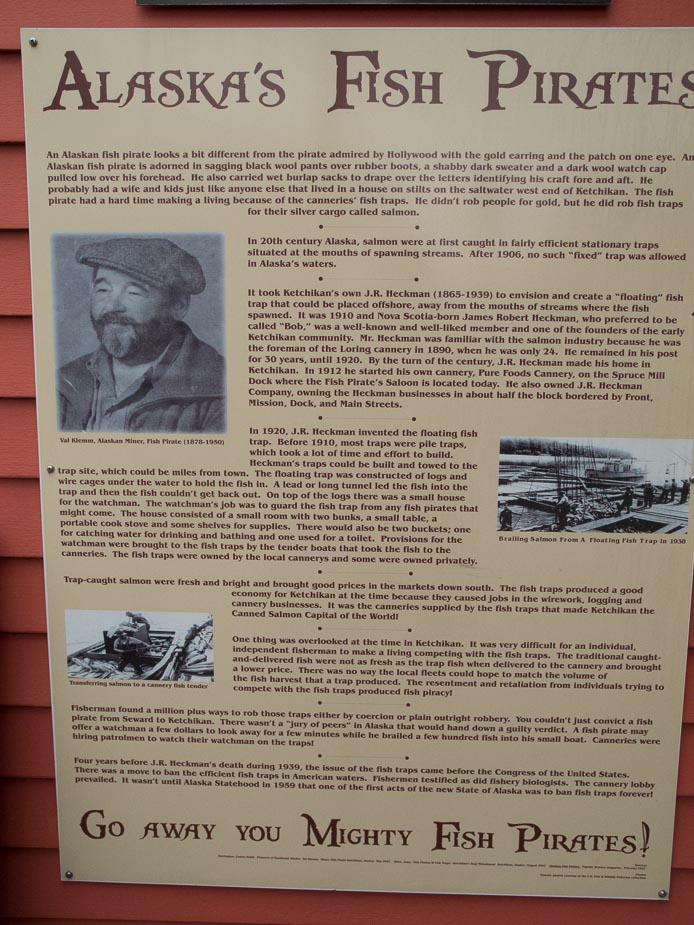 ALASKA'S FISH PIRATES
An Alaskan fish pirate looks a bit different from the pirate admired by Hollywood with the gold earring and the patch on one eye. An
Alaskan fish pirate is adorned in sagging black wool pants over rubber boots, a shabby dark sweater and a dark wool watch cap
pulled low over his forehead. He also carried wet burlap sacks to drape over the letters identifying his craft fore and aft. He
probably had a wife and kids just like anyone else that lived in a house on stilts on the saltwater west end of Ketchikan. The fish
pirate had a hard time making a living because of the canneries' fish traps. He didn't rob people for gold, but he did rob fish traps
for their silver cargo called salmon.
In 20th century Alaska, salmon were at first caught in fairly efficient stationary traps
situated at the mouths of spawning streams. After 1906, no such "fixed" trap was allowed
in Alaska's waters.
It took Ketchikan's own J.R. Heckman (1865-1939) to envision and create a "floating" fish
trap that could be placed offshore, away from the mouths of streams where the fish
spawned. It was 1910 and Nova Scotia-born James Robert Heckman, who preferred to be
called "Bob," was a well-known and well-liked member and one of the founders of the early
Ketchikan community. Mr. Heckman was familiar with the salmon industry because he was
the foreman of the Loring cannery in 1890, when he was only 24. He remained in his post
for 30 years, until 1920. By the turn of the century, J.R. Heckman made his home in
Ketchikan. In 1912 he started his own cannery, Pure Foods Cannery, on the Spruce Mill
Dock where the Fish Pirate's Saloon is located today. He also owned J.R. Heckman
Company, owning the Heckman businesses in about half the block bordered by Front,
Mission, Dock, and Main Streets.
Val Klemm, Alaskan Miner, Fish Pirate (1878-1950)
In 1920, J.R. Heckman invented the floating fish
trap. Before 1910, most traps were pile traps,
which took a lot of time and effort to build.
Heckman's traps could be built and towed to the
trap site, which could be miles from town. The floating trap was constructed of logs and
wire cages under the water to hold the fish in. A lead or long tunnel led the fish into the
trap and then the fish couldn't get back out. On top of the logs there was a small house
for the watchman. The watchman's job was to guard the fish trap from any fish pirates that
might come. The house consisted of a small room with two bunks, a small table, a
portable cook stove and some shelves for supplies. There would also be two buckets; one
for catching water for drinking and bathing and one used for a toilet. Provisions for the
watchman were brought to the fish traps by the tender boats that took the fish to the
canneries. The fish traps were owned by the local cannerys and some were owned privately.
Brailing Salmon From A Floating Fish Trap in 1938
Trap-caught salmon were fresh and bright and brought good prices in the markets down south. The fish traps produced a good
economy for Ketchikan at the time because they caused jobs in the wirework, logging and
cannery businesses. It was the canneries supplied by the fish traps that made Ketchikan the
Canned Salmon Capital of the World!
Transferring salmon to a cannery fish tender
One thing was overlooked at the time in Ketchikan. It was very difficult for an individual,
independent fisherman to make a living competing with the fish traps. The traditional caught-
and-delivered fish were not as fresh as the trap fish when delivered to the cannery and brought
a lower price. There was no way the local fleets could hope to match the volume of
the fish harvest that a trap produced. The resentment and retaliation from individuals trying to
compete with the fish traps produced fish piracy!
Fisherman found a million plus ways to rob those traps either by coercion or plain outright robbery. You couldn't just convict a fish
pirate from Seward to Ketchikan. There wasn't a "jury of peers" in Alaska that would hand down a guilty verdict. A fish pirate may
offer a watchman a few dollars to look away for a few minutes while he brailed a few hundred fish into his small boat. Canneries were
hiring patrolmen to watch their watchman on the traps!
Four years before J.R. Heckman's death during 1939, the issue of the fish traps came before the Congress of the United States.
There was a move to ban the efficient fish traps in American waters. Fishermen testified as did fishery biologists. The cannery lobby
prevailed. It wasn't until Alaska Statehood in 1959 that one of the first acts of the new State of Alaska was to ban fish traps forever!
GO AWAY YOU MIGHTY FISH PIRATES!